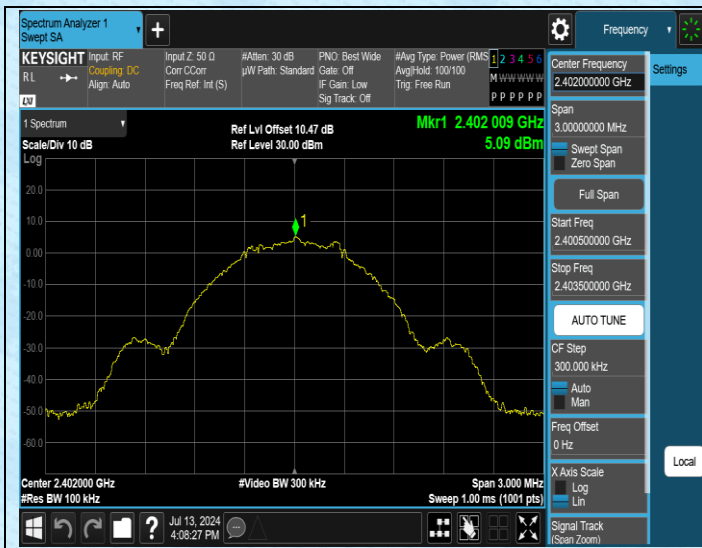 Spectrum Analyzer 1
Swept SA
Frequency
KEYSIGHT
RL
LXI
Input: RF
Coupling: DC
Align: Auto
Input Z: 50 Ω
Corr CCorr
Freq Ref: Int (S)
#Atten: 30 dB
µW Path: Standard
PNO: Best Wide
Gate: Off
IF Gain: Low
Sig Track: Off
#Avg Type: Power (RMS
Avg|Hold: 100/100
Trig: Free Run
1 2 3 4 5 6
M W W W W W
P P P P P P
Settings
1 Spectrum
Scale/Div 10 dB
Ref Lvl Offset 10.47 dB
Ref Level 30.00 dBm
Mkr1 2.402 009 GHz
5.09 dBm
Log
20.0
10.0
0.00
-10.0
-20.0
-30.0
-40.0
-50.0
-60.0
1
Center 2.402000 GHz
#Res BW 100 kHz
#Video BW 300 kHz
Span 3.000 MHz
Sweep 1.00 ms (1001 pts)
Jul 13, 2024
4:08:27 PM
Center Frequency
2.402000000 GHz
Span
3.00000000 MHz
Swept Span
Zero Span
Full Span
Start Freq
2.400500000 GHz
Stop Freq
2.403500000 GHz
AUTO TUNE
CF Step
300.000 kHz
Auto
Man
Freq Offset
0 Hz
X Axis Scale
Log
Lin
Signal Track
(Span Zoom)
Local